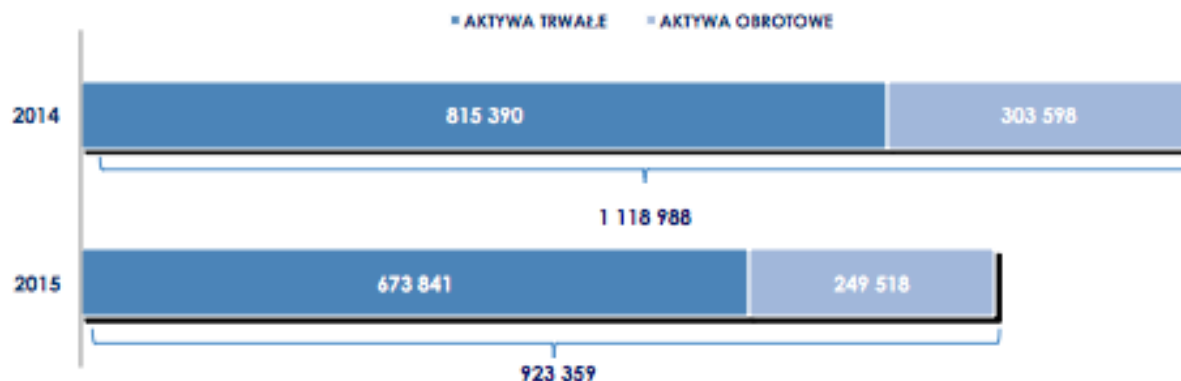 AKTYWA TRWAŁE AKTYWA OBROTOWE
2014 815 390 303 598
1 118 988
2015 673 841 249 518
923 359